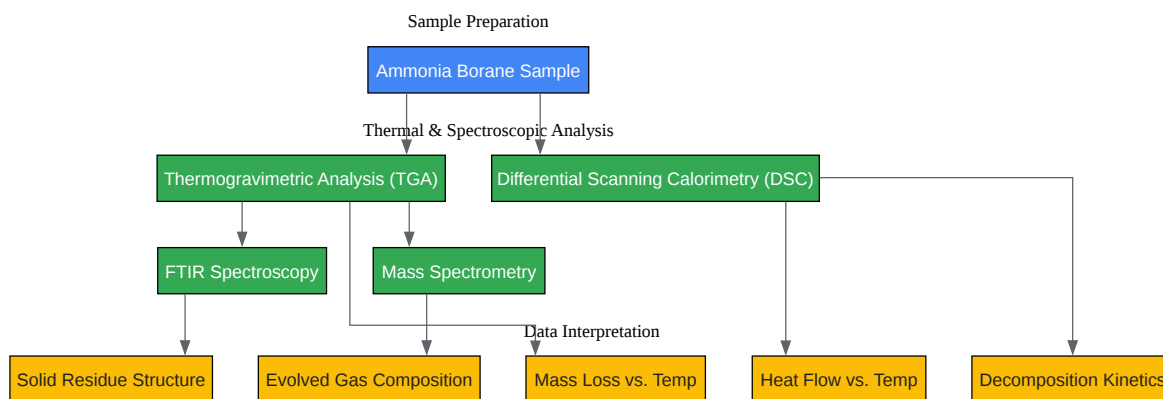 Sample Preparation
Ammonia Borane Sample
Thermal & Spectroscopic Analysis
Thermogravimetric Analysis (TGA)
Differential Scanning Calorimetry (DSC)
FTIR Spectroscopy
Mass Spectrometry
Data Interpretation
Solid Residue Structure
Evolved Gas Composition
Mass Loss vs. Temp
Heat Flow vs. Temp
Decomposition Kinetics